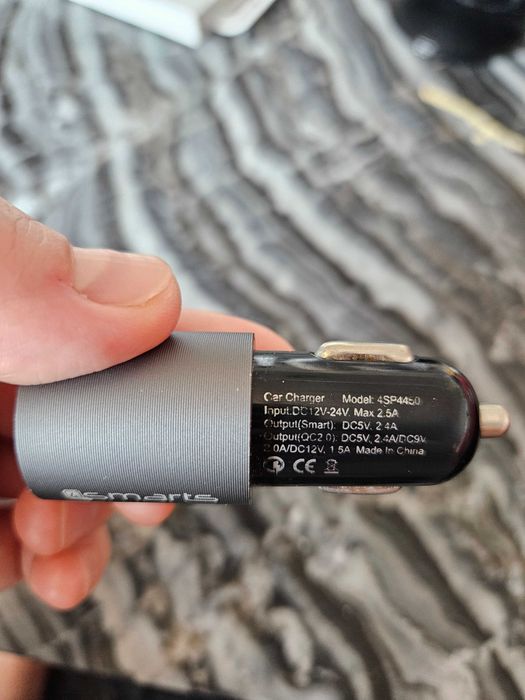 Car Charger Model: 4SP4450
Input:DC12V-24V Max 2.5A
Output(Smart): DC5V, 2.4A
Output(QC2.0): DC5V, 2.4A/DC9V,
2.0A/DC12V, 1.5A Made in China
CE
4smarts